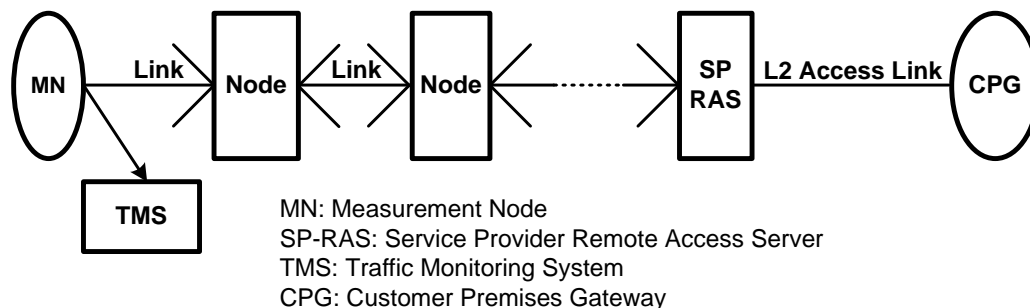 MN
Link
Node
Link
Node
SP
RAS
L2 Access Link
CPG
TMS
MN: Measurement Node
SP-RAS: Service Provider Remote Access Server
TMS: Traffic Monitoring System
CPG: Customer Premises Gateway